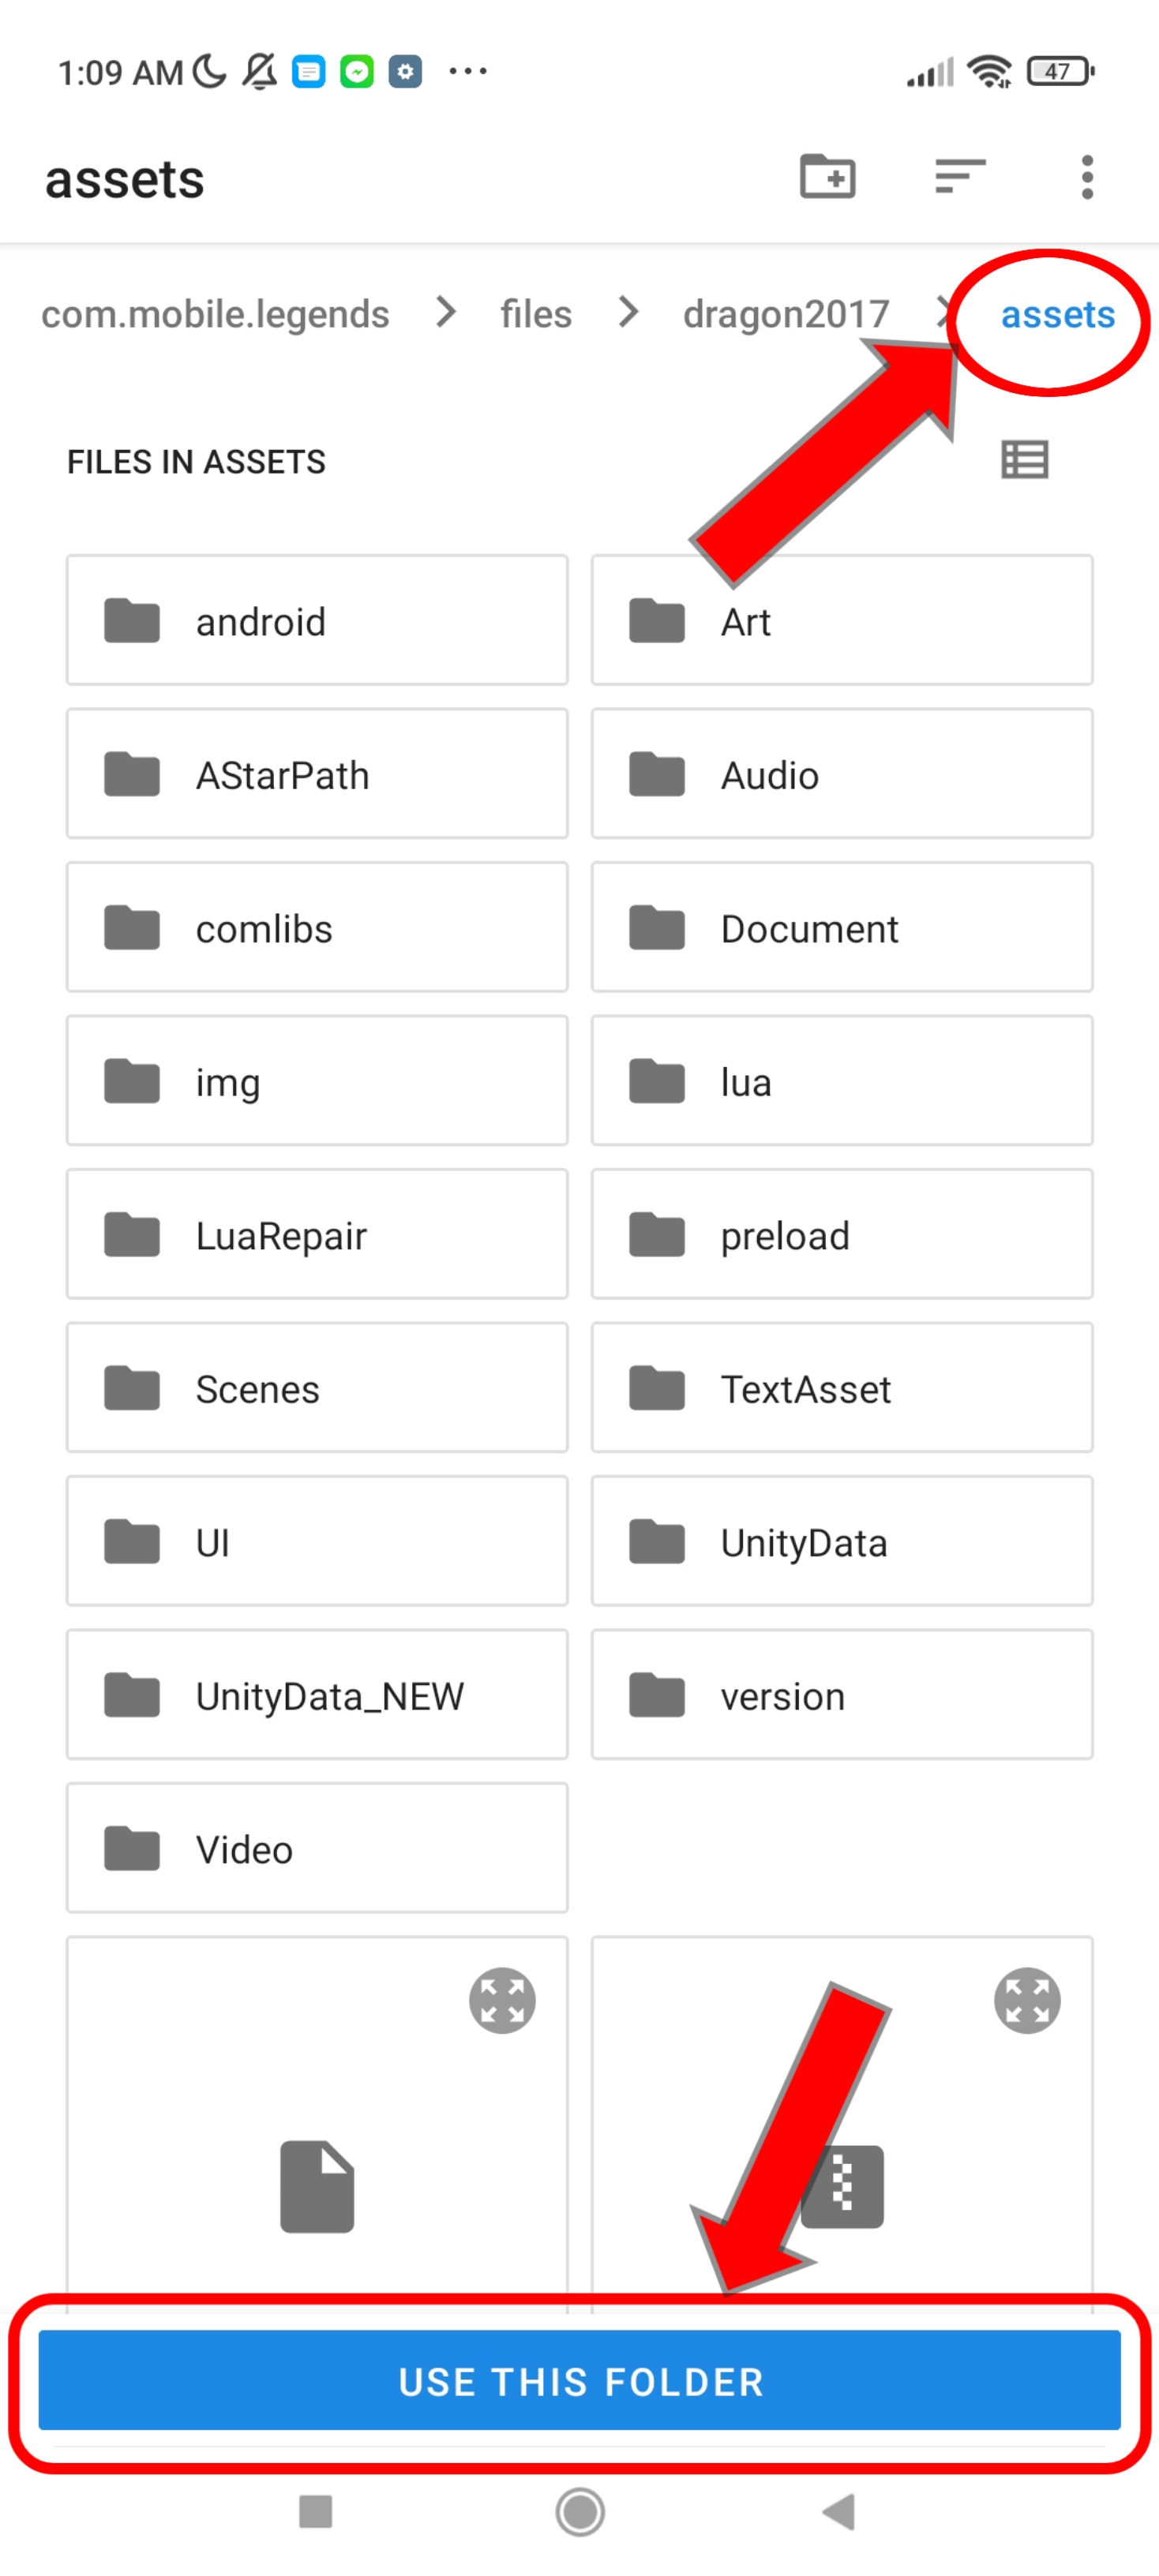 1:09 AM 47
assets
com.mobile.legends files dragon2017 assets
FILES IN ASSETS
android Art
AStarPath Audio
comlibs Document
img lua
LuaRepair preload
Scenes TextAsset
UI UnityData
UnityData_NEW version
Video
USE THIS FOLDER